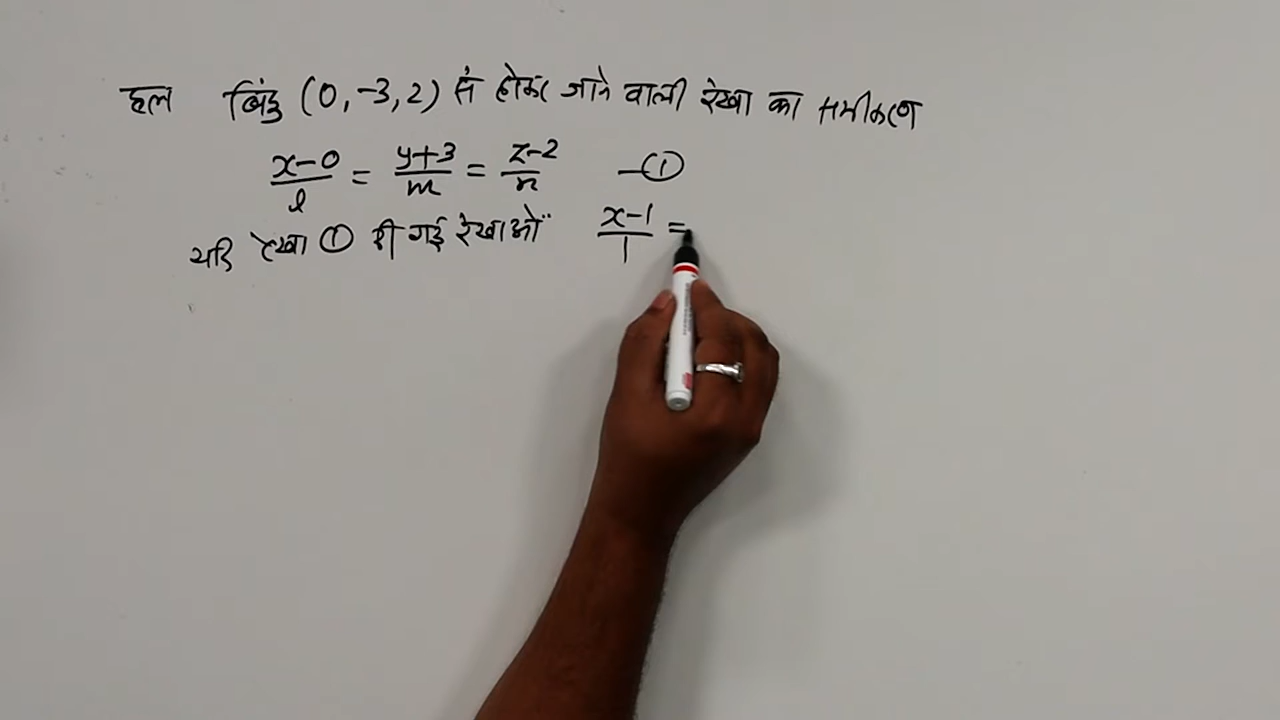 हल बिंदु (0, -3, 2) से होकर जाने वाली रेखा का समीकरण
x-0/l = y+3/m = z-2/n —①
यदि रेखा ① दी गई रेखाओं x-1/1 =